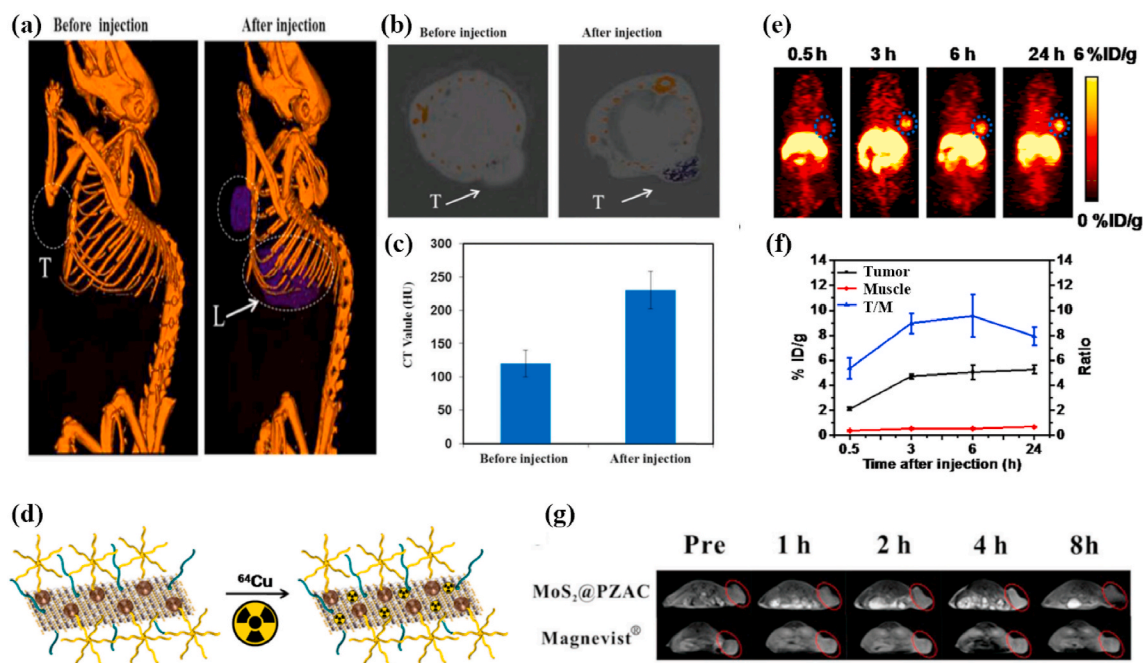 (a)
Before injection
After injection
T
L
(b)
Before injection
After injection
T
T
(c)
300
250
200
150
100
50
0
CT Valule (HU)
Before injection
After injection
(d)
64Cu
(e)
0.5 h
3 h
6 h
24 h
6 %ID/g
0 %ID/g
(f)
14
12
10
8
6
4
2
0
% ID/g
Tumor
Muscle
T/M
14
12
10
8
6
4
2
0
Ratio
0.5
3
6
24
Time after injection (h)
(g)
Pre
1 h
2 h
4 h
8h
MoS2@PZAC
Magnevist®